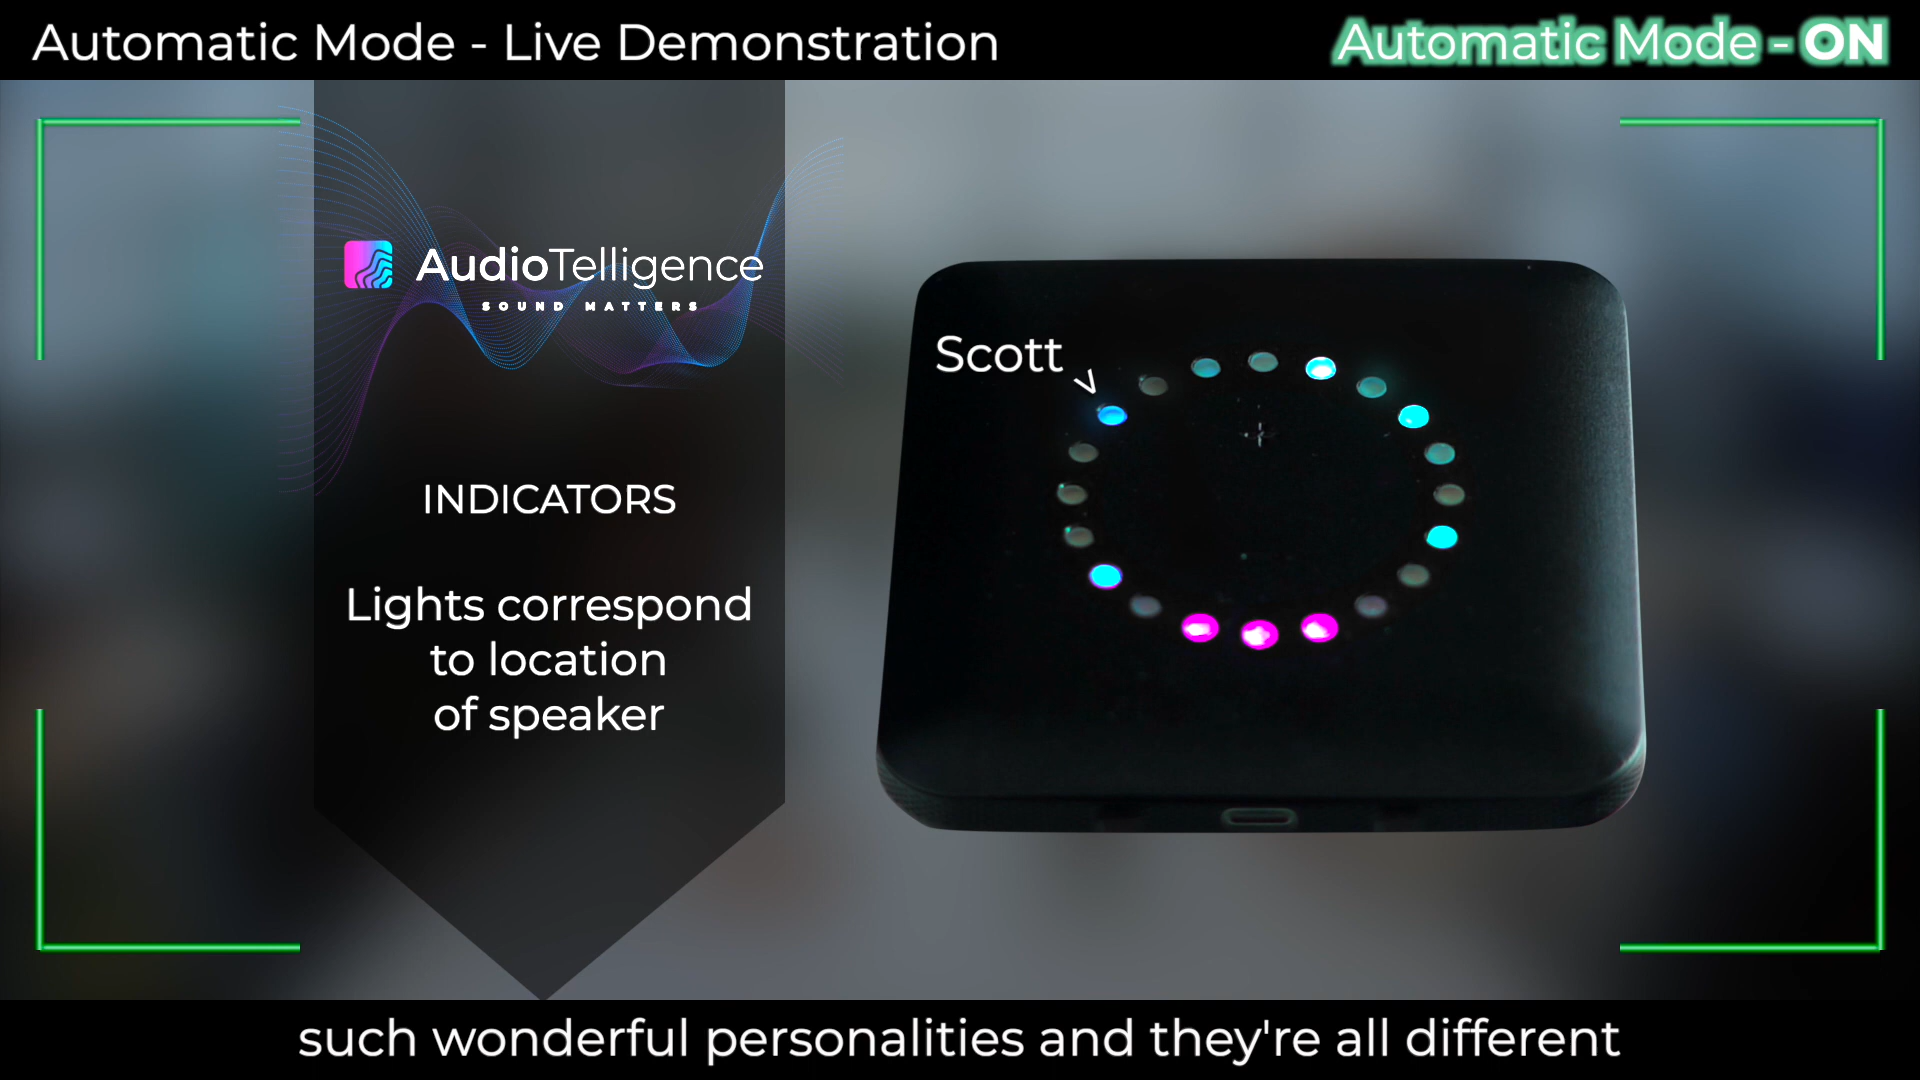 Automatic Mode - Live Demonstration
Automatic Mode - ON
AudioTelligence
SOUND MATTERS
Scott
INDICATORS
Lights correspond
to location
of speaker
such wonderful personalities and they're all different